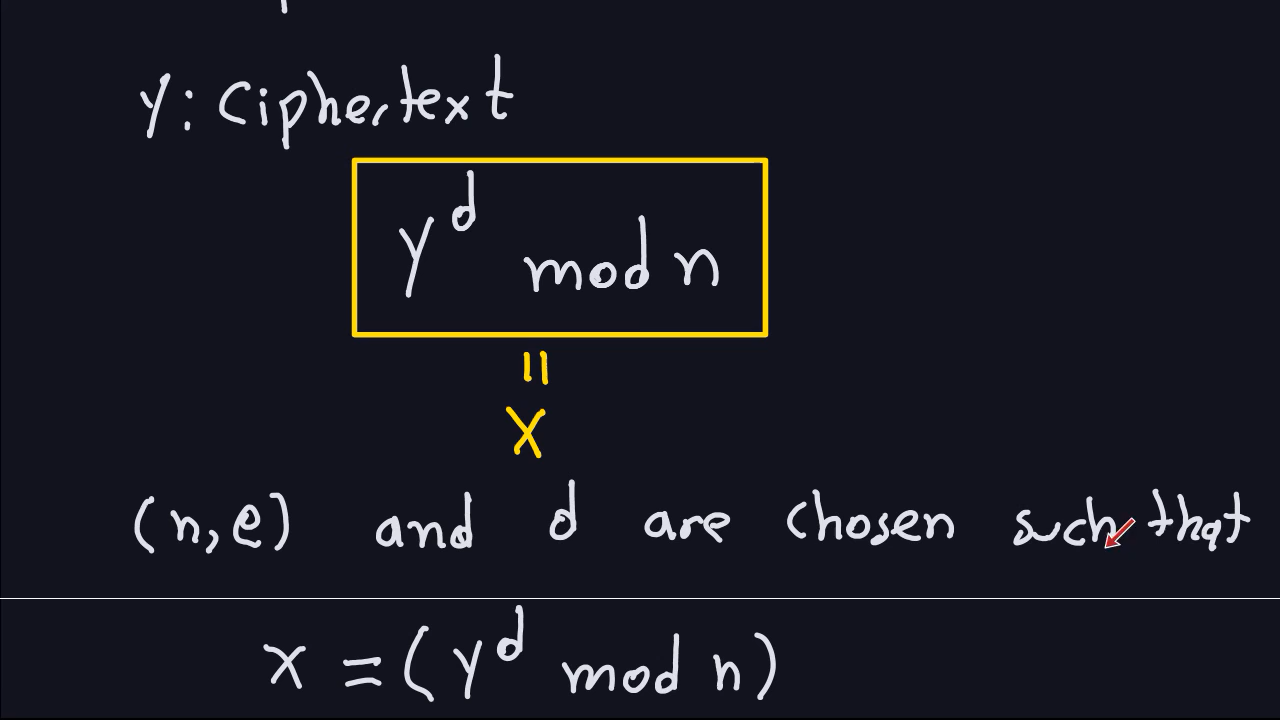 y: Ciphertext
y^d mod n
=
x
(n,e) and d are chosen such that
x = (y^d mod n)